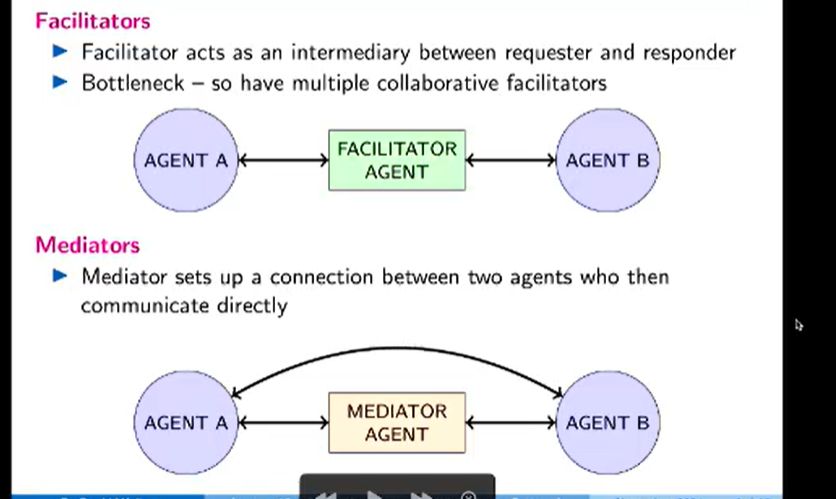 Facilitators
Facilitator acts as an intermediary between requester and responder
Bottleneck – so have multiple collaborative facilitators
AGENT A
FACILITATOR
AGENT
AGENT B
Mediators
Mediator sets up a connection between two agents who then
communicate directly
AGENT A
MEDIATOR
AGENT
AGENT B